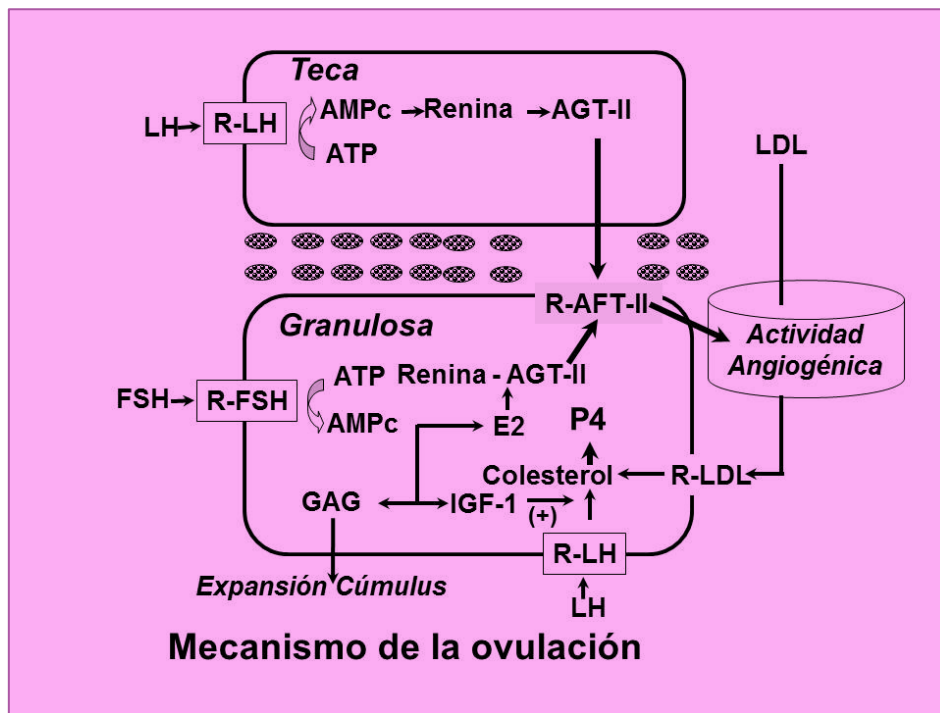 Teca
LH R-LH AMPc Renina AGT-II
ATP
LDL
R-AFT-II
Granulosa
Actividad
Angiogénica
FSH R-FSH ATP Renina - AGT-II
AMPc E2 P4
Colesterol R-LDL
GAG IGF-1 (+)
R-LH
Expansión Cúmulus
LH
Mecanismo de la ovulación